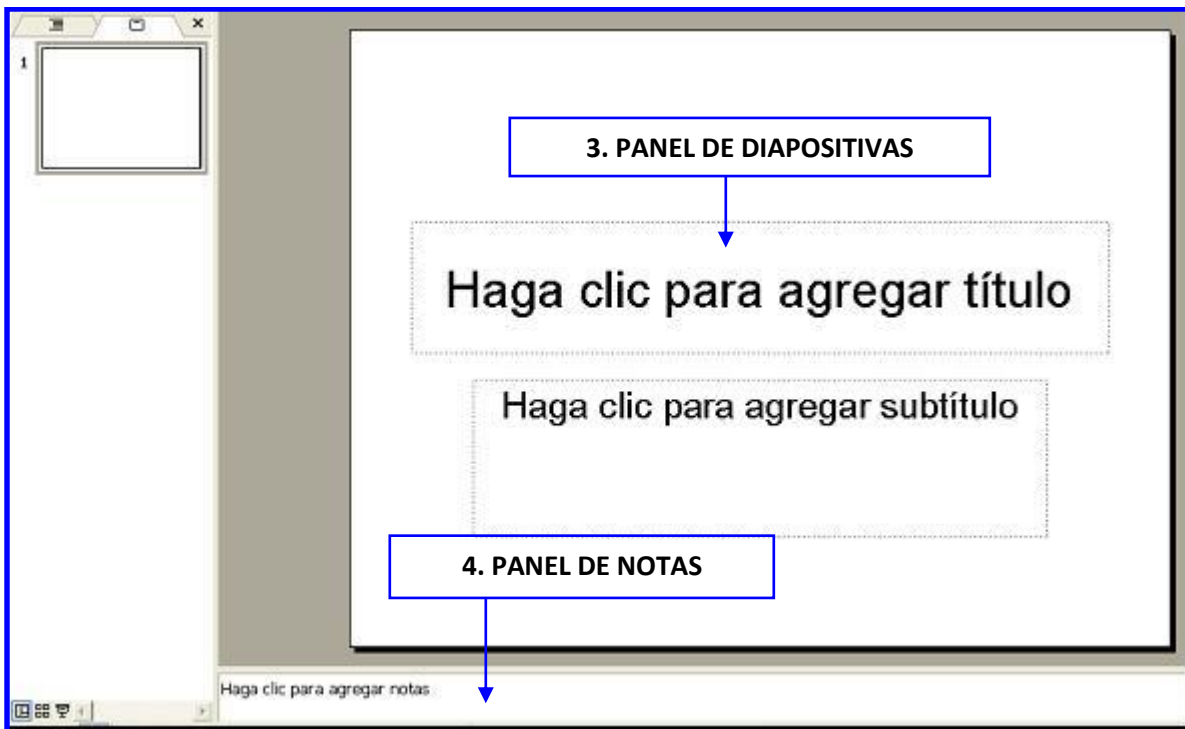 1
3. PANEL DE DIAPOSITIVAS
Haga clic para agregar título
Haga clic para agregar subtítulo
4. PANEL DE NOTAS
Haga clic para agregar notas